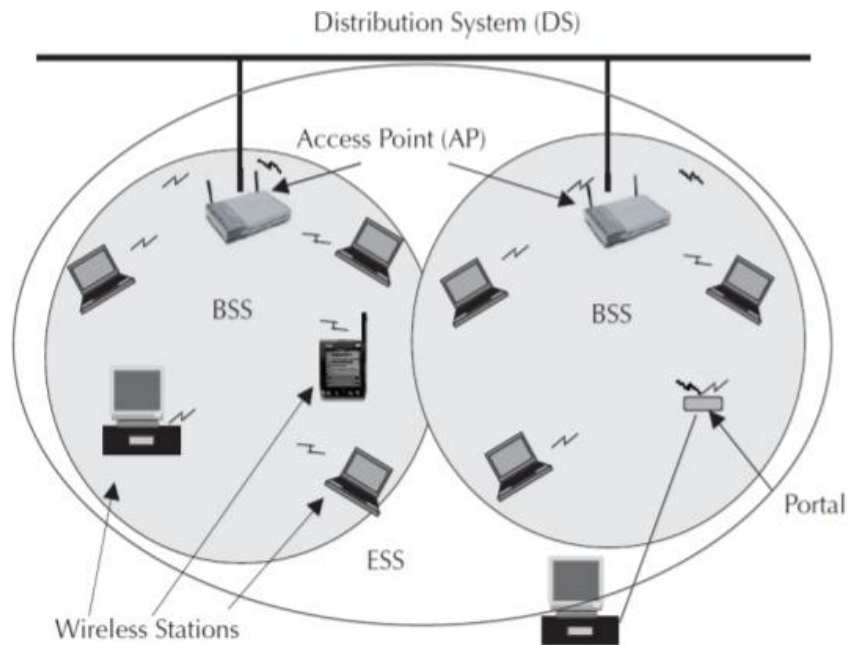 Distribution System (DS)
Access Point (AP)
BSS
BSS
Portal
ESS
Wireless Stations